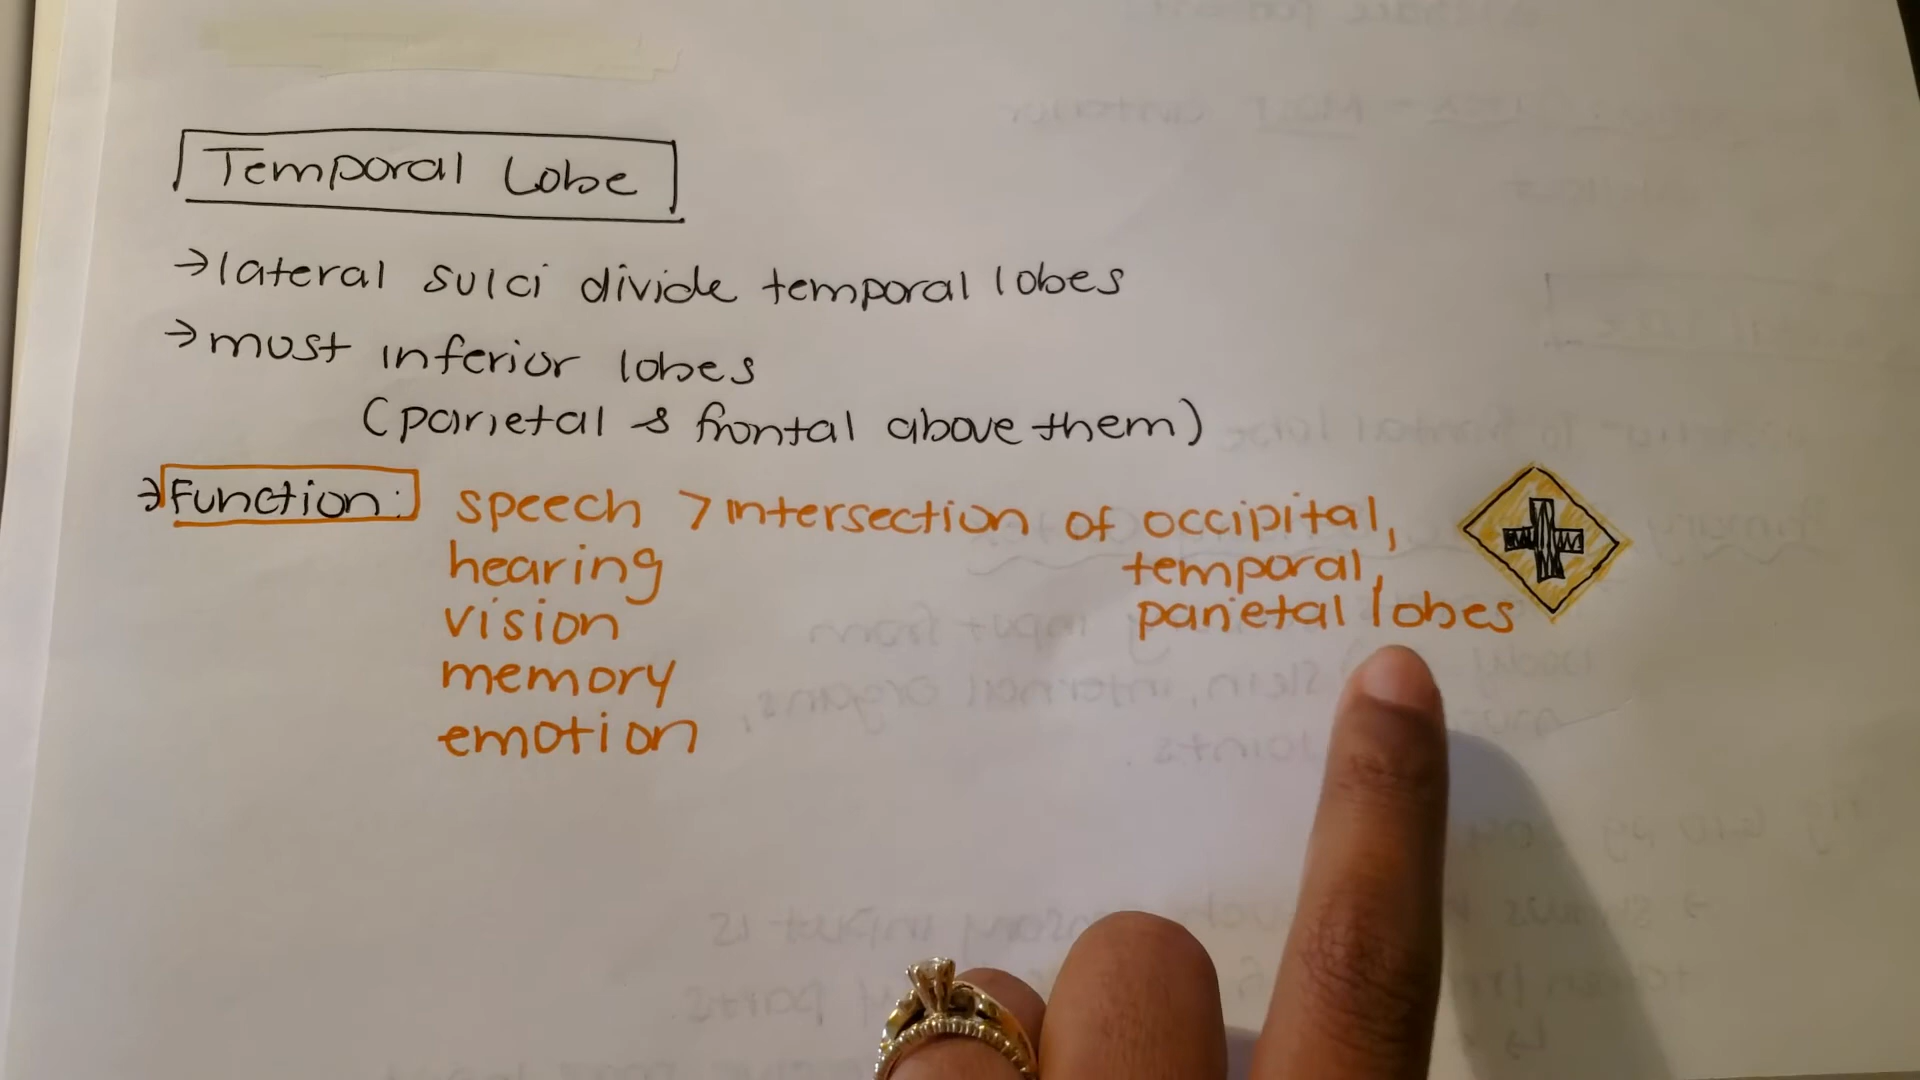 Temporal Lobe
→lateral sulci divide temporal lobes
→most inferior lobes
(parietal & frontal above them)
→Function: speech > intersection of occipital,
hearing temporal,
vision parietal lobes
memory
emotion